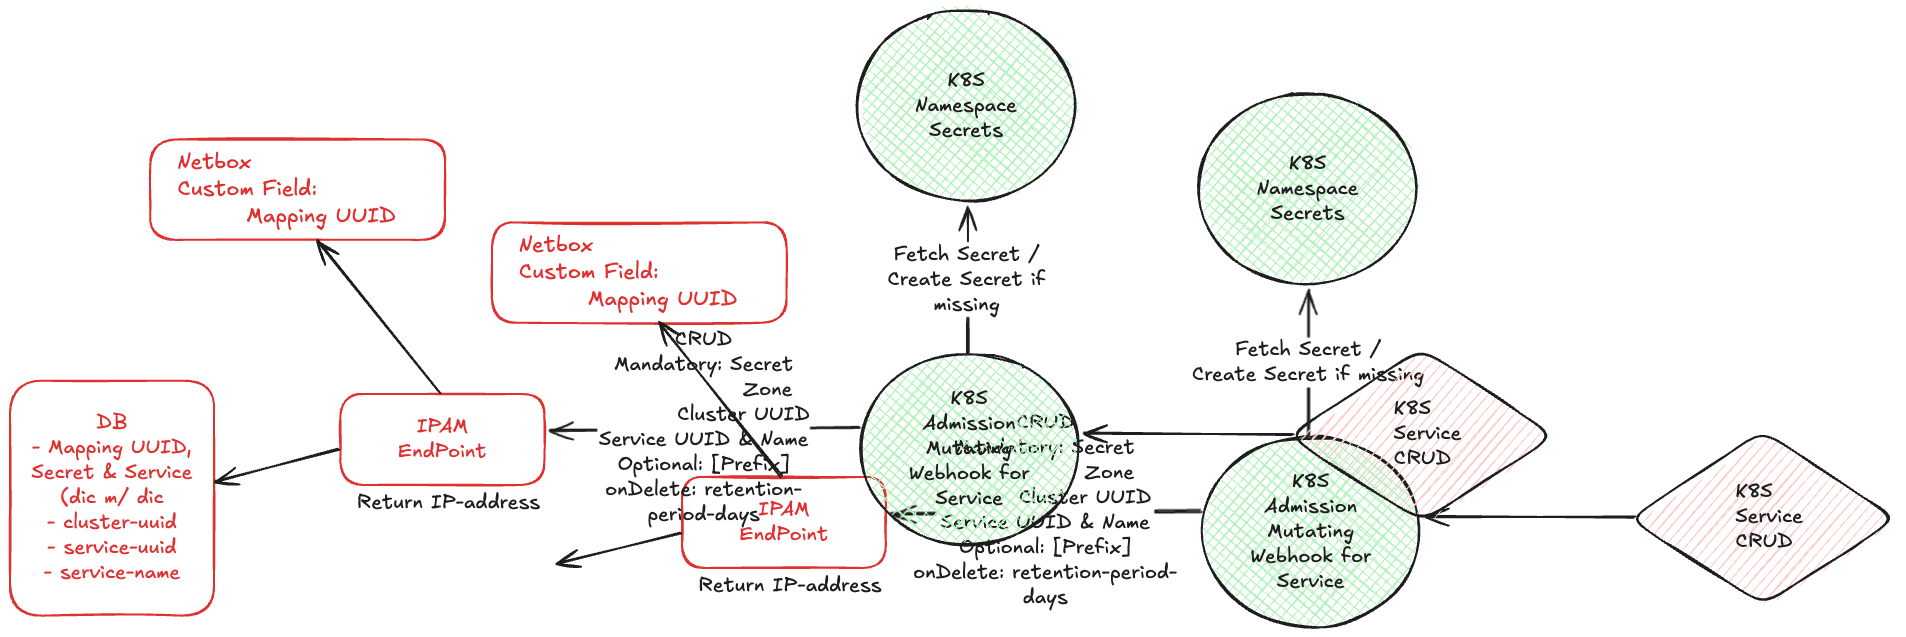 K8S
Namespace
Secrets
K8S
Namespace
Secrets
Netbox
Custom Field:
Mapping UUID
Netbox
Custom Field:
Mapping UUID
Fetch Secret /
Create Secret if
missing
Fetch Secret /
Create Secret if missing
CRUD
Mandatory: Secret
Zone
Cluster UUID
Service UUID & Name
Optional: [Prefix]
onDelete: retention-
period-days
DB
- Mapping UUID,
Secret & Service
(dic m/ dic
- cluster-uuid
- service-uuid
- service-name
IPAM
EndPoint
Return IP-address
IPAM
EndPoint
Return IP-address
K8S
Admission
Mutating
Webhook for
Service
CRUD
Mandatory: Secret
Zone
Cluster UUID
Service UUID & Name
Optional: [Prefix]
onDelete: retention-period-
days
K8S
Service
CRUD
K8S
Admission
Mutating
Webhook for
Service
K8S
Service
CRUD